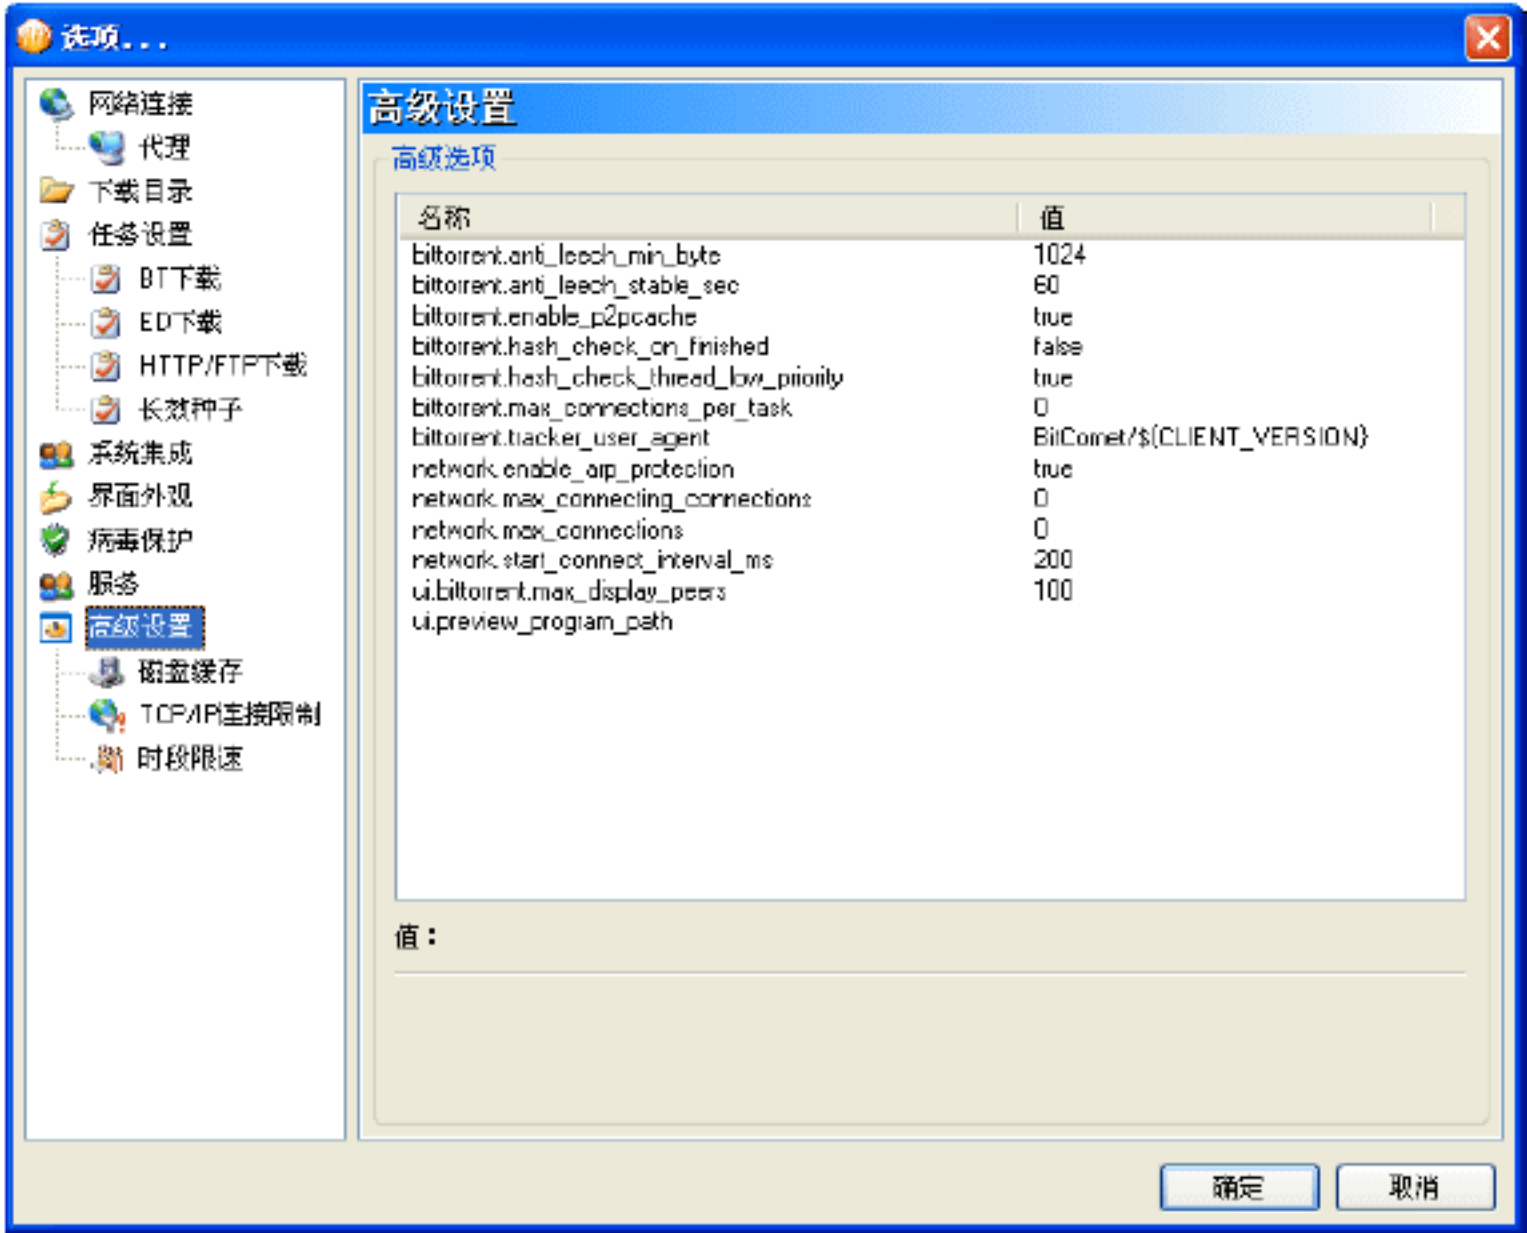 选项...
网络连接
代理
下载目录
任务设置
BT下载
ED下载
HTTP/FTP下载
长效种子
系统集成
界面外观
病毒保护
服务
高级设置
磁盘缓存
TCP/IP连接限制
时段限速
高级设置
高级选项
名称 值
bittorrent.anti_leech_min_byte 1024
bittorrent.anti_leech_stable_sec 60
bittorrent.enable_p2pcache true
bittorrent.hash_check_on_finished false
bittorrent.hash_check_thread_low_priority true
bittorrent.max_connections_per_task 0
bittorrent.tracker_user_agent BitComet/${CLIENT_VERSION}
network.enable_arp_protection true
network.max_connecting_connections 0
network.max_connections 0
network.start_connect_interval_ms 200
ui.bittorrent.max_display_peers 100
ui.preview_program_path
值：
确定 取消